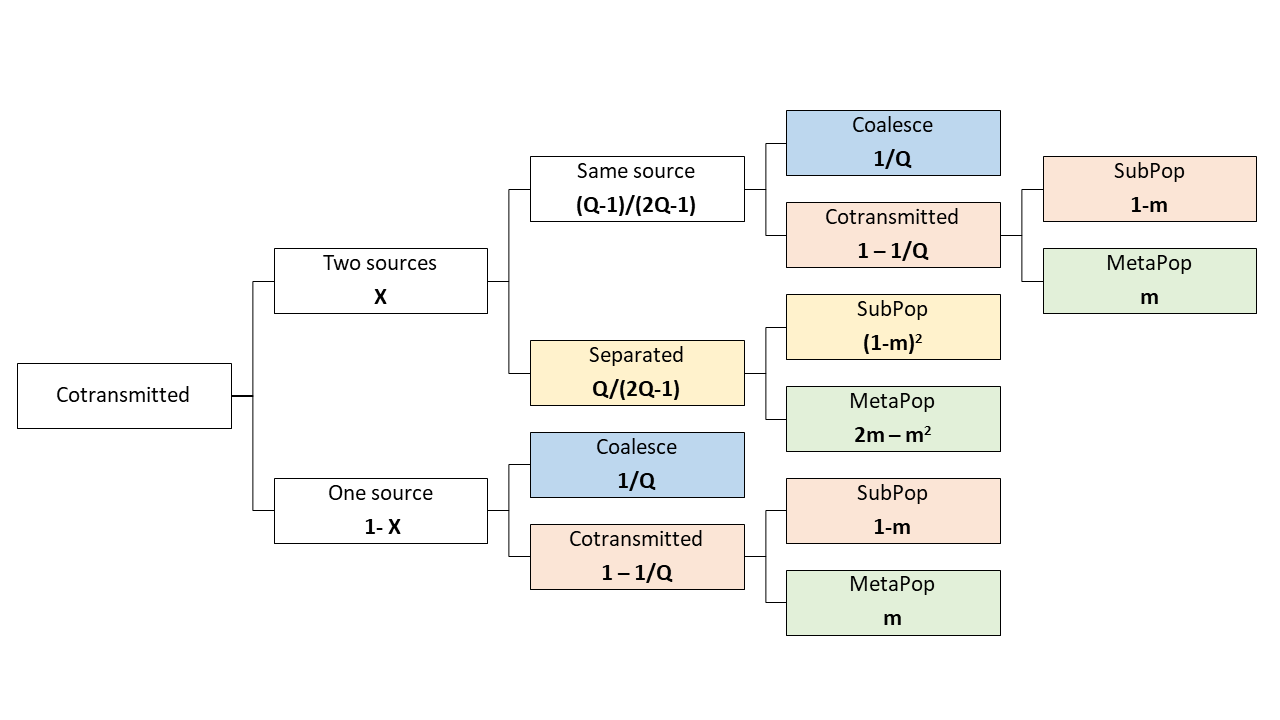 Cotransmitted
Two sources
X
One source
1- X
Same source
(Q-1)/(2Q-1)
Separated
Q/(2Q-1)
Coalesce
1/Q
Cotransmitted
1 – 1/Q
Coalesce
1/Q
Cotransmitted
1 – 1/Q
SubPop
(1-m)²
MetaPop
2m – m²
SubPop
1-m
MetaPop
m
SubPop
1-m
MetaPop
m